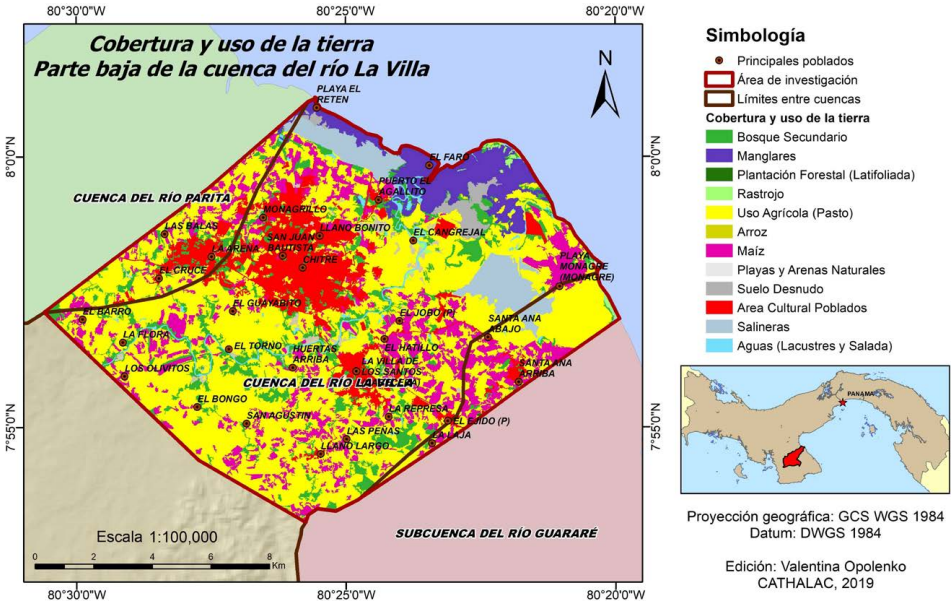 80°30'0"W
80°25'0"W
80°20'0"W
Cobertura y uso de la tierra
Parte baja de la cuenca del río La Villa
N
PLAYA EL
RETEN
8°0'0"N
8°0'0"N
EL FARO
PUERTO EL
AGALLITO
CUENCA DEL RÍO PARITA
MONAGRILLO
LAS BALAS
LLANO BONITO
SAN JUAN
BAUTISTA
EL CANGREJAL
LA ARENA
CHITRE
PLAYA
MONAGRE
(MONAGRE)
EL CRUCE
EL GUAYABITO
EL BARRO
EL JOBO (P)
SANTA ANA
ABAJO
LA FLORA
EL TORNO
HUERTAS
ARRIBA
EL HATILLO
LA VILLA DE
LOS SANTOS
SANTA ANA
ARRIBA
LOS OLIVITOS
CUENCA DEL RÍO LA VILLA
EL BONGO
SAN AGUSTIN
LA REPRESA
EL EJIDO (P)
LAS PEÑAS
LA LAJA
LLANO LARGO
7°55'0"N
7°55'0"N
SUBCUENCA DEL RÍO GUARARÉ
Escala 1:100,000
0 2 4 6 8
Km
80°30'0"W
80°25'0"W
80°20'0"W
Simbología
Principales poblados
Área de investigación
Límites entre cuencas
Cobertura y uso de la tierra
Bosque Secundario
Manglares
Plantación Forestal (Latifoliada)
Rastrojo
Uso Agrícola (Pasto)
Arroz
Maíz
Playas y Arenas Naturales
Suelo Desnudo
Area Cultural Poblados
Salineras
Aguas (Lacustres y Salada)
PANAMA
Proyección geográfica: GCS WGS 1984
Datum: DWGS 1984
Edición: Valentina Opolenko
CATHALAC, 2019